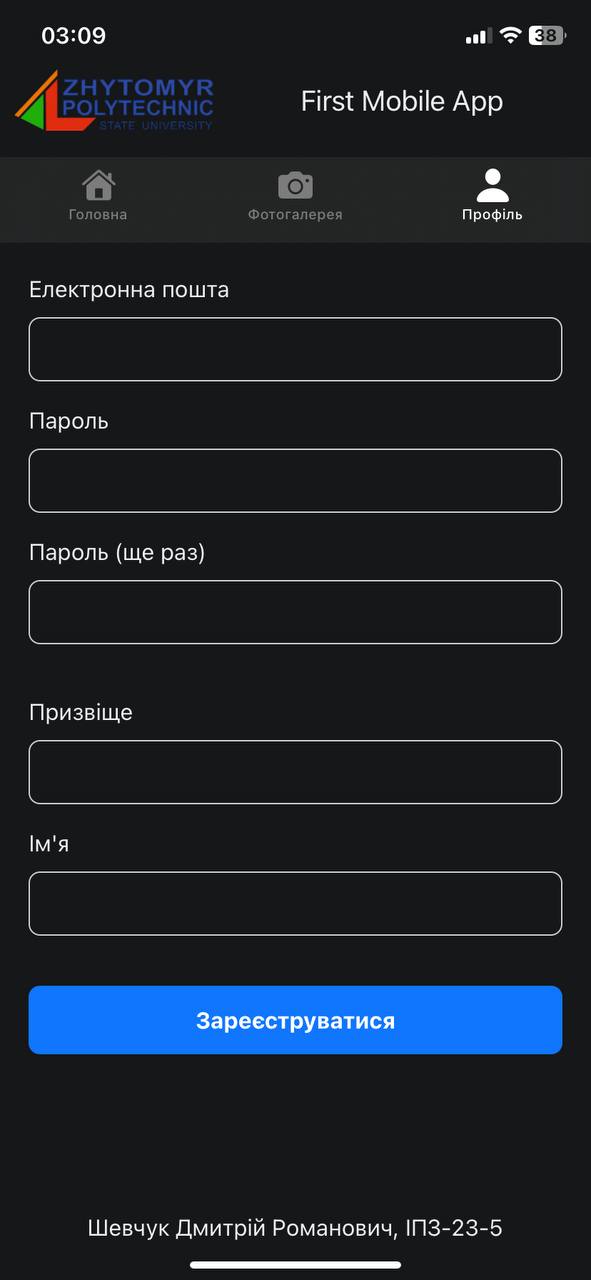 03:09
38
ZHYTOMYR
POLYTECHNIC
STATE UNIVERSITY
First Mobile App
Головна
Фотогалерея
Профіль
Електронна пошта
Пароль
Пароль (ще раз)
Призвіще
Ім'я
Зареєструватися
Шевчук Дмитрій Романович, ІПЗ-23-5